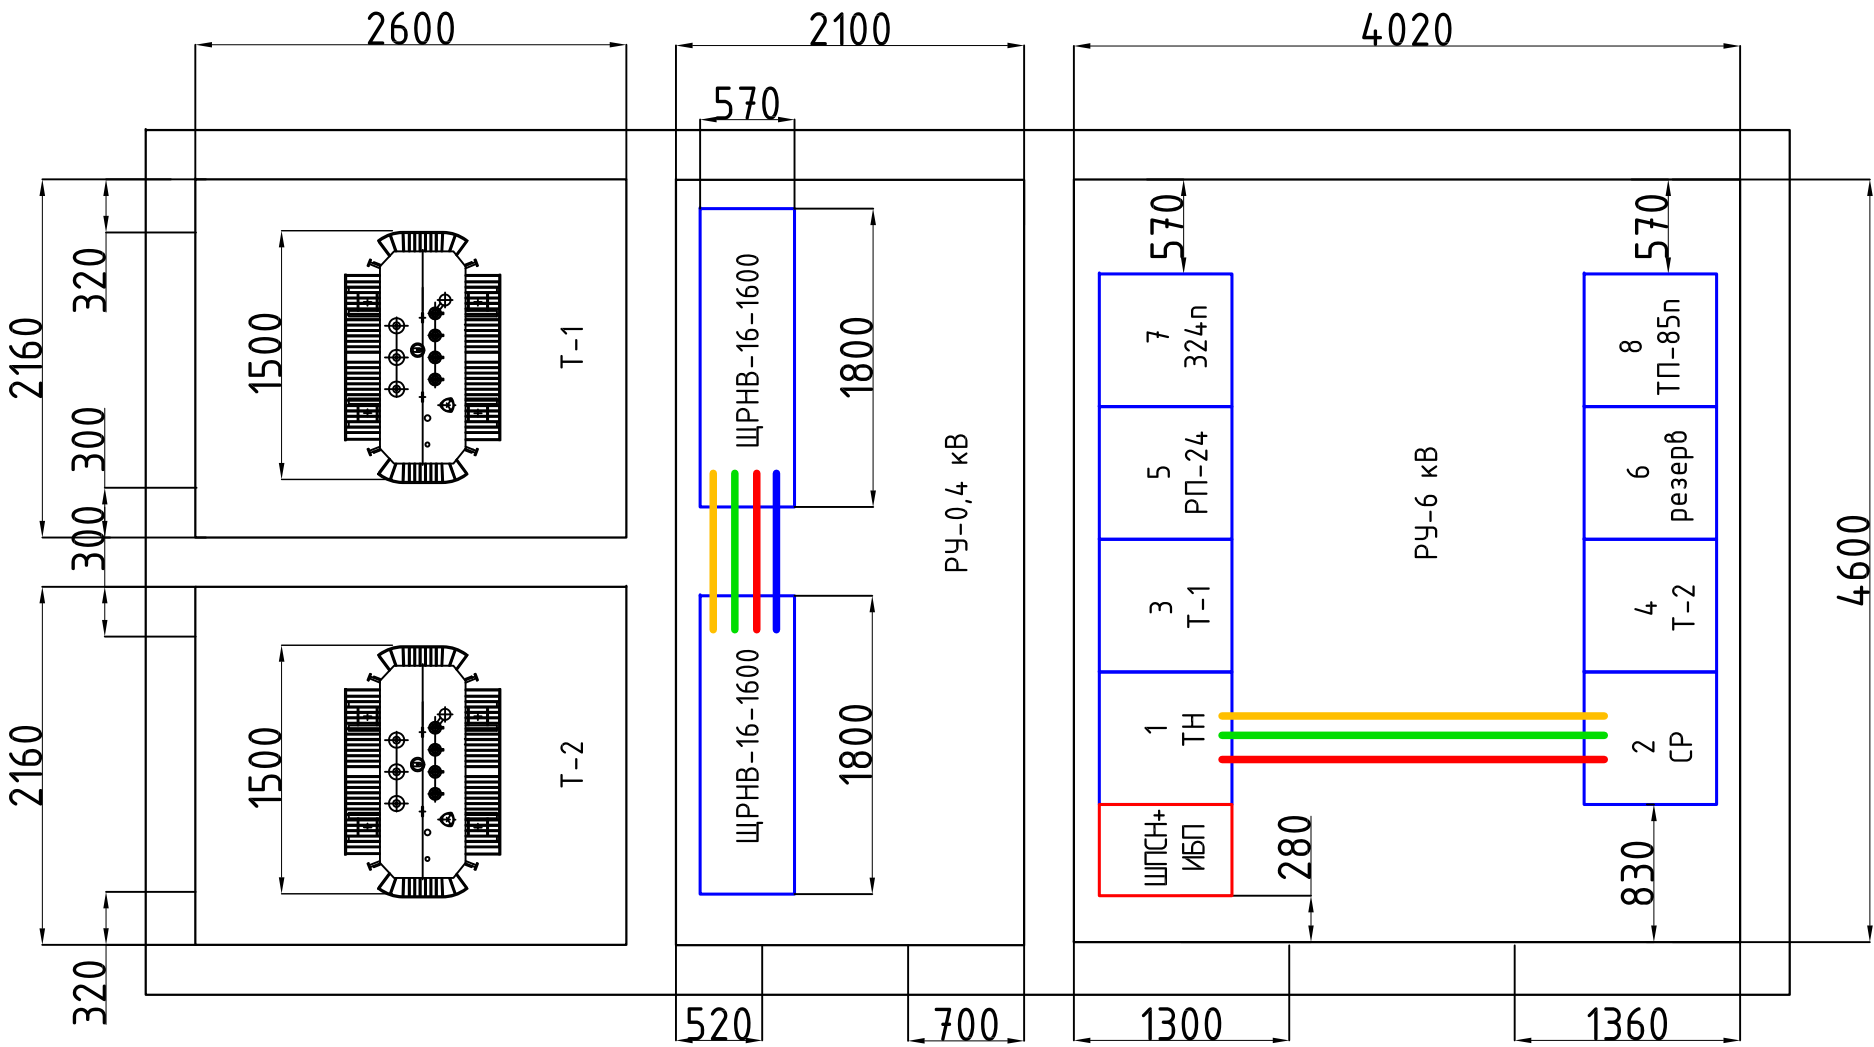 2600
2100
4020
570
320
2160
1500
Т-1
300
300
ЩРНВ-16-1600
1800
РУ-0,4 кВ
570
570
7
324п
8
ТП-85п
5
РП-24
6
резерв
РУ-6 кВ
3
Т-1
4
Т-2
4600
2160
1500
Т-2
320
ЩРНВ-16-1600
1800
1
ТН
2
СР
ШПСН+
ИБП
280
830
520
700
1300
1360